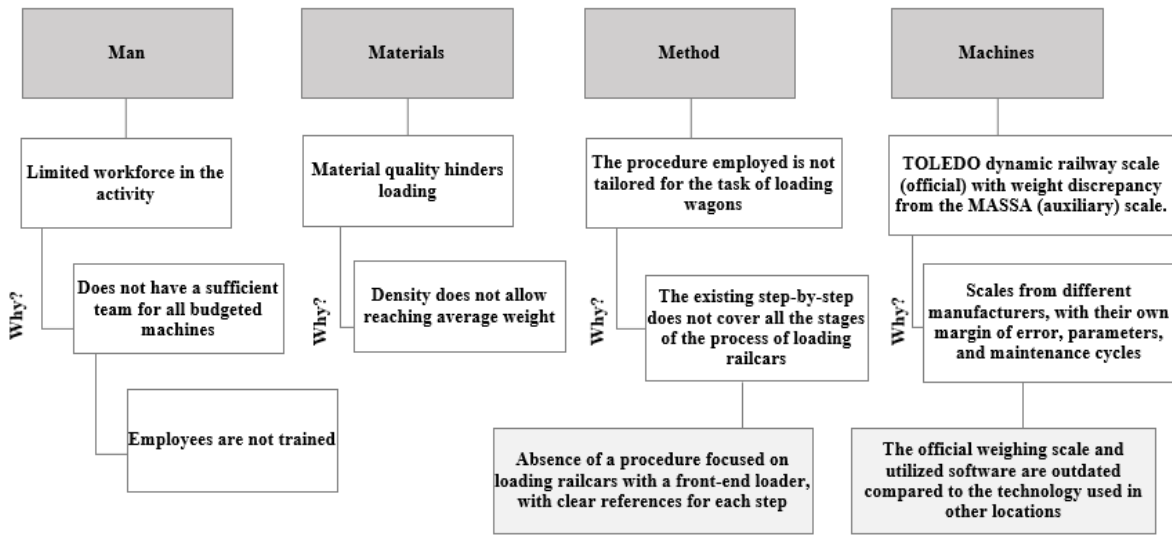 Man
Materials
Method
Machines
Limited workforce in the
activity
Material quality hinders
loading
The procedure employed is not
tailored for the task of loading
wagons
TOLEDO dynamic railway scale
(official) with weight discrepancy
from the MASSA (auxiliary) scale.
Why?
Does not have a sufficient
team for all budgeted
machines
Why?
Density does not allow
reaching average weight
Why?
The existing step-by-step
does not cover all the stages
of the process of loading
railcars
Why?
Scales from different
manufacturers, with their own
margin of error, parameters,
and maintenance cycles
Employees are not trained
Absence of a procedure focused on
loading railcars with a front-end loader,
with clear references for each step
The official weighing scale and
utilized software are outdated
compared to the technology used in
other locations